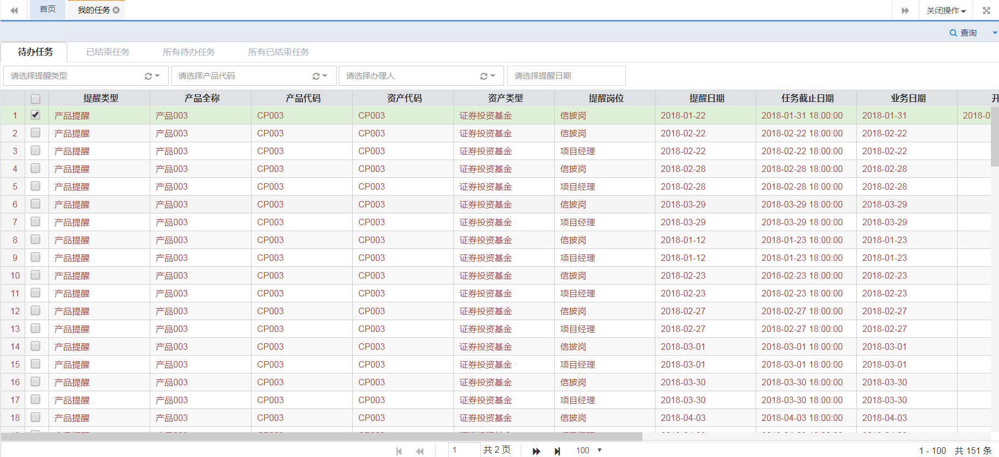 首页 我的任务 关闭操作
查询
待办任务 已结束任务 所有待办任务 所有已结束任务
请选择提醒类型 请选择产品代码 请选择办理人 请选择提醒日期
提醒类型 产品全称 产品代码 资产代码 资产类型 提醒岗位 提醒日期 任务截止日期 业务日期 开
1 产品提醒 产品003 CP003 CP003 证券投资基金 信披岗 2018-01-22 2018-01-31 18:00:00 2018-01-31 2018-0
2 产品提醒 产品003 CP003 CP003 证券投资基金 信披岗 2018-02-22 2018-02-22 18:00:00 2018-02-22
3 产品提醒 产品003 CP003 CP003 证券投资基金 项目经理 2018-02-22 2018-02-22 18:00:00 2018-02-22
4 产品提醒 产品003 CP003 CP003 证券投资基金 信披岗 2018-02-28 2018-02-28 18:00:00 2018-02-28
5 产品提醒 产品003 CP003 CP003 证券投资基金 项目经理 2018-02-28 2018-02-28 18:00:00 2018-02-28
6 产品提醒 产品003 CP003 CP003 证券投资基金 信披岗 2018-03-29 2018-03-29 18:00:00 2018-03-29
7 产品提醒 产品003 CP003 CP003 证券投资基金 项目经理 2018-03-29 2018-03-29 18:00:00 2018-03-29
8 产品提醒 产品003 CP003 CP003 证券投资基金 信披岗 2018-01-12 2018-01-23 18:00:00 2018-01-23
9 产品提醒 产品003 CP003 CP003 证券投资基金 项目经理 2018-01-12 2018-01-23 18:00:00 2018-01-23
10 产品提醒 产品003 CP003 CP003 证券投资基金 信披岗 2018-02-23 2018-02-23 18:00:00 2018-02-23
11 产品提醒 产品003 CP003 CP003 证券投资基金 项目经理 2018-02-23 2018-02-23 18:00:00 2018-02-23
12 产品提醒 产品003 CP003 CP003 证券投资基金 信披岗 2018-02-27 2018-02-27 18:00:00 2018-02-27
13 产品提醒 产品003 CP003 CP003 证券投资基金 项目经理 2018-02-27 2018-02-27 18:00:00 2018-02-27
14 产品提醒 产品003 CP003 CP003 证券投资基金 信披岗 2018-03-01 2018-03-01 18:00:00 2018-03-01
15 产品提醒 产品003 CP003 CP003 证券投资基金 项目经理 2018-03-01 2018-03-01 18:00:00 2018-03-01
16 产品提醒 产品003 CP003 CP003 证券投资基金 信披岗 2018-03-30 2018-03-30 18:00:00 2018-03-30
17 产品提醒 产品003 CP003 CP003 证券投资基金 项目经理 2018-03-30 2018-03-30 18:00:00 2018-03-30
18 产品提醒 产品003 CP003 CP003 证券投资基金 信披岗 2018-04-03 2018-04-03 18:00:00 2018-04-03
1 共 2 页 100 1 - 100 共 151 条